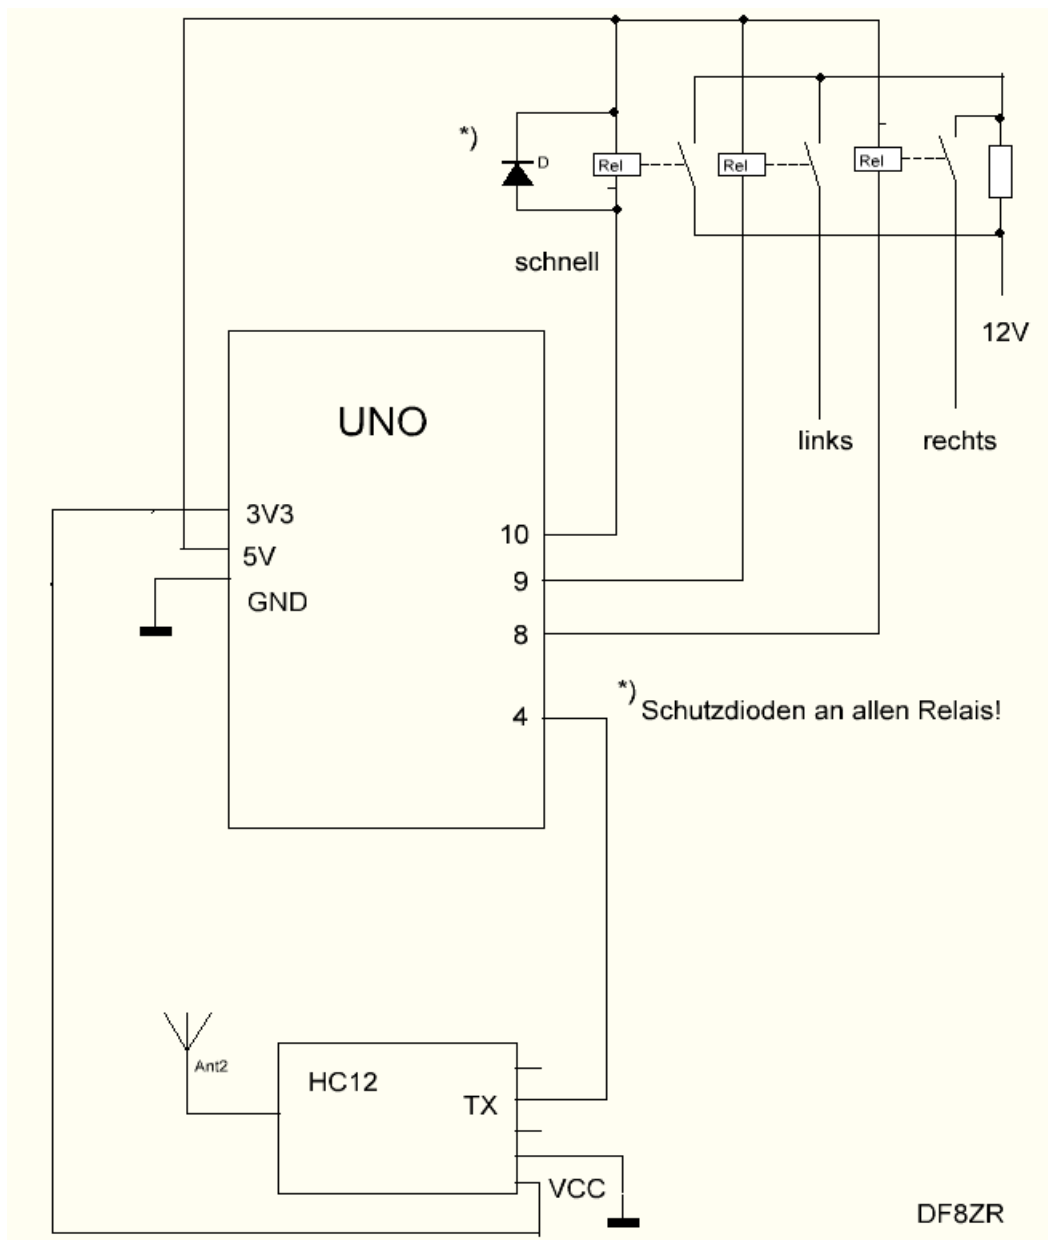 *)
D
Rel
Rel
Rel
schnell
12V
UNO
links
rechts
3V3
10
5V
9
GND
8
*)
4
Schutzdioden an allen Relais!
Ant2
HC12
TX
VCC
DF8ZR